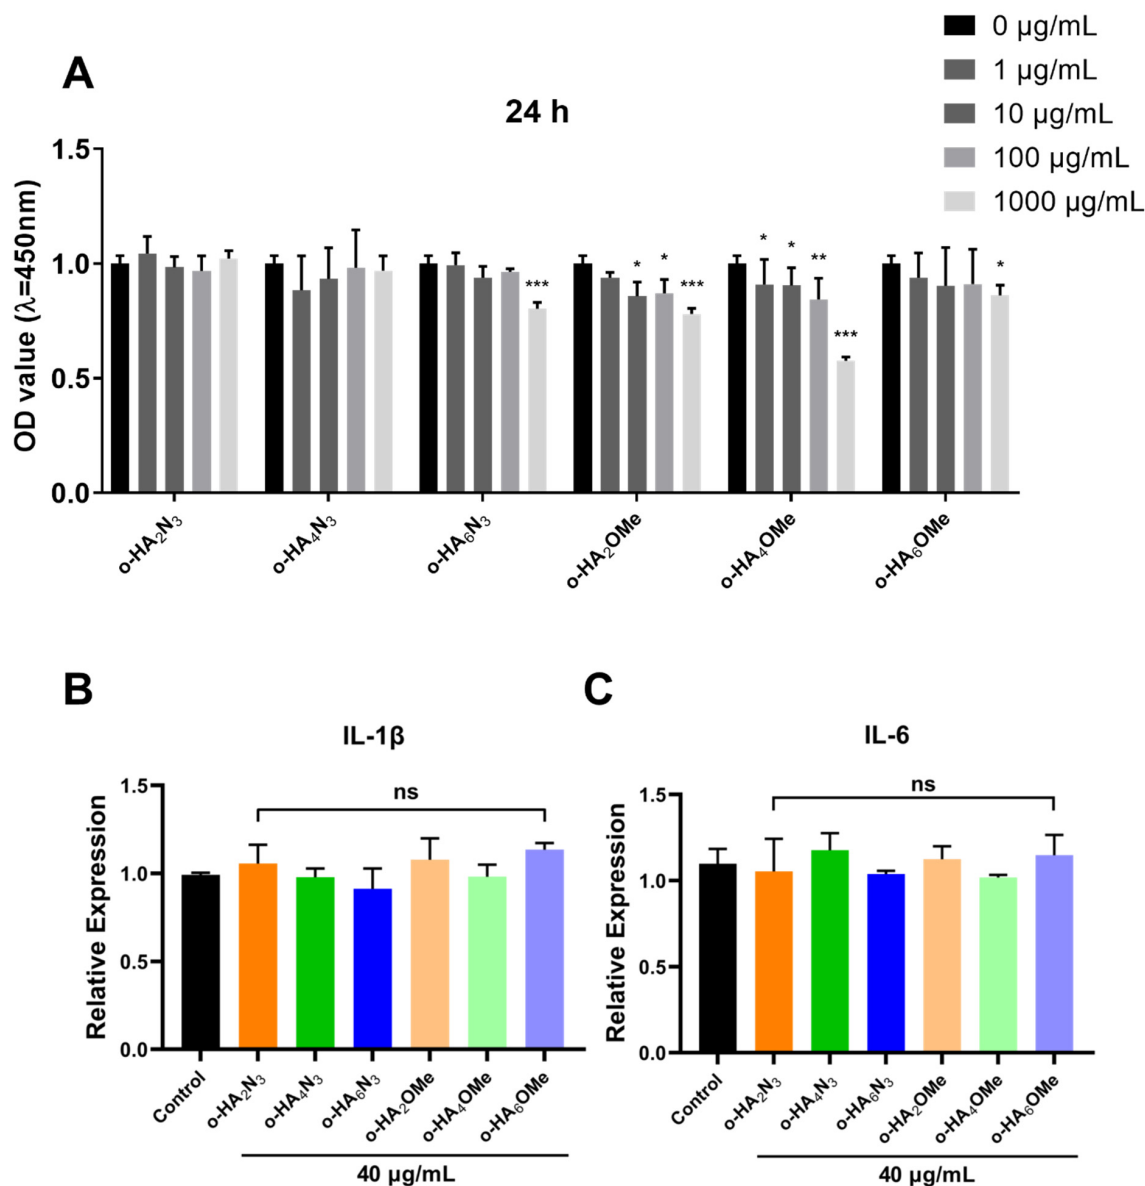 0 µg/mL
1 µg/mL
10 µg/mL
100 µg/mL
1000 µg/mL
A
24 h
OD value (λ=450nm)
1.5
1.0
0.5
0.0
***
* * ***
* * ** ***
*
o-HA₂N₃
o-HA₄N₃
o-HA₆N₃
o-HA₂OMe
o-HA₄OMe
o-HA₆OMe
B
IL-1β
Relative Expression
1.5
1.0
0.5
0.0
ns
Control
o-HA₂N₃
o-HA₄N₃
o-HA₆N₃
o-HA₂OMe
o-HA₄OMe
o-HA₆OMe
40 µg/mL
C
IL-6
Relative Expression
1.5
1.0
0.5
0.0
ns
Control
o-HA₂N₃
o-HA₄N₃
o-HA₆N₃
o-HA₂OMe
o-HA₄OMe
o-HA₆OMe
40 µg/mL